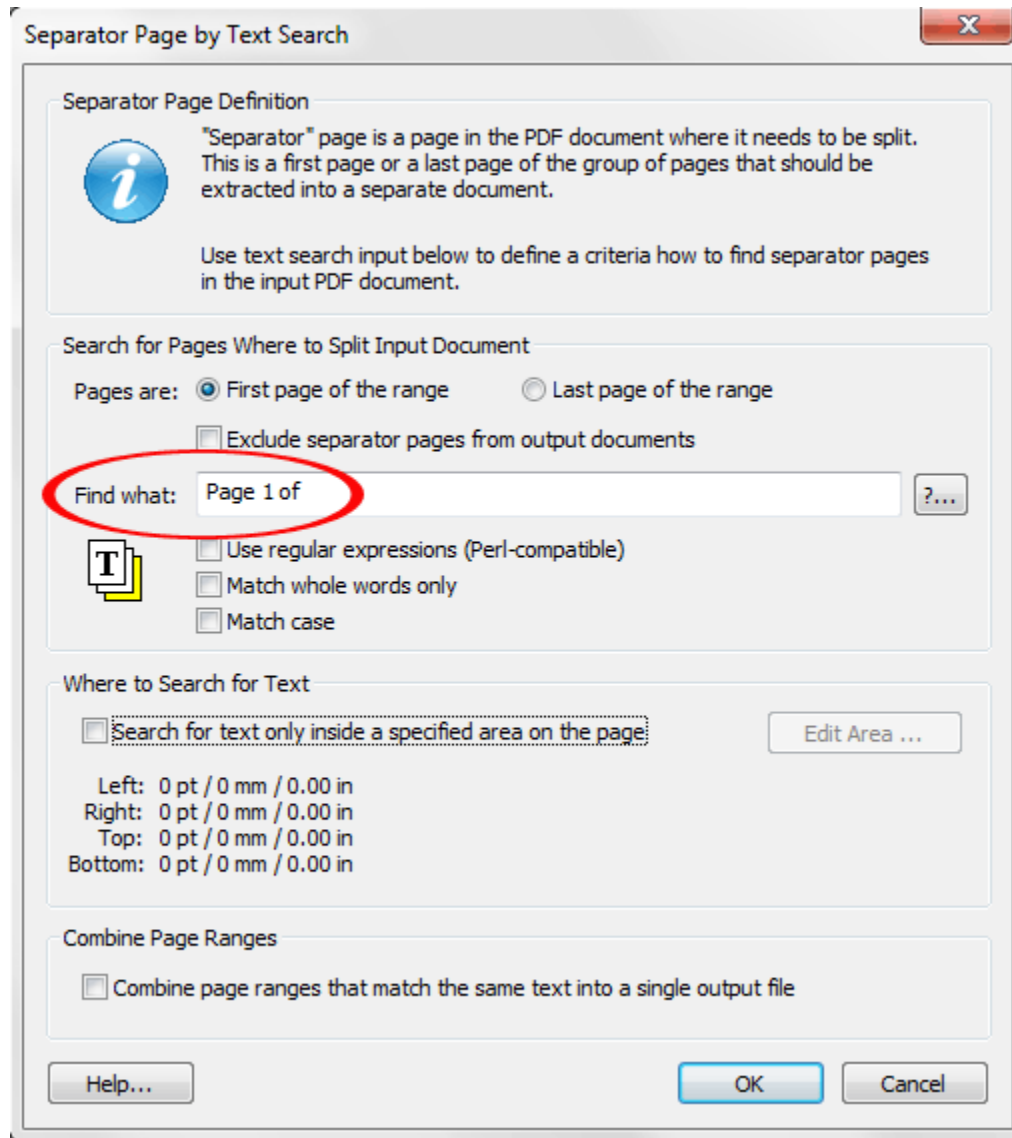 Separator Page by Text Search
Separator Page Definition
"Separator" page is a page in the PDF document where it needs to be split.
This is a first page or a last page of the group of pages that should be
extracted into a separate document.
Use text search input below to define a criteria how to find separator pages
in the input PDF document.
Search for Pages Where to Split Input Document
Pages are: First page of the range Last page of the range
Exclude separator pages from output documents
Find what: Page 1 of ?...
Use regular expressions (Perl-compatible)
T
Match whole words only
Match case
Where to Search for Text
Search for text only inside a specified area on the page Edit Area ...
Left: 0 pt / 0 mm / 0.00 in
Right: 0 pt / 0 mm / 0.00 in
Top: 0 pt / 0 mm / 0.00 in
Bottom: 0 pt / 0 mm / 0.00 in
Combine Page Ranges
Combine page ranges that match the same text into a single output file
Help... OK Cancel